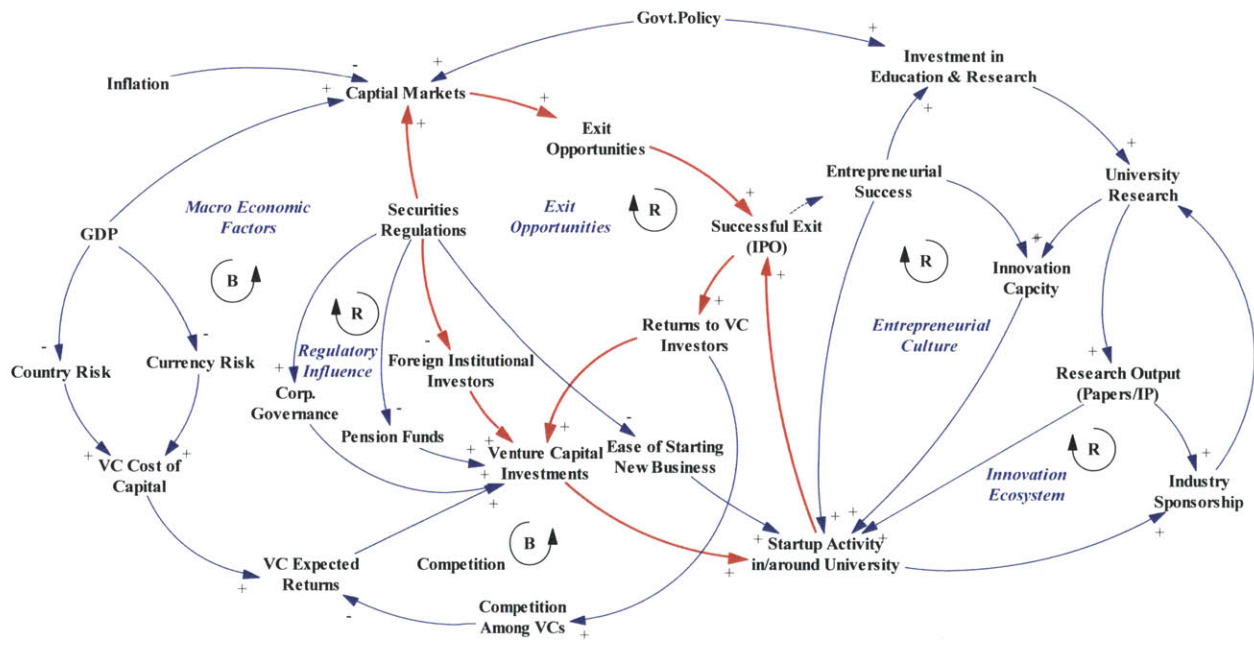 Govt.Policy
Inflation
Captial Markets
Investment in
Education & Research
Exit
Opportunities
Entrepreneurial
Success
University
Research
Macro Economic
Factors
Securities
Regulations
Exit
Opportunities
R
GDP
Successful Exit
(IPO)
B
R
R
Innovation
Capcity
Returns to VC
Investors
Entrepreneurial
Culture
Regulatory
Influence
Country Risk
Currency Risk
Foreign Institutional
Investors
Research Output
(Papers/IP)
Corp.
Governance
Pension Funds
Venture Capital
Investments
Ease of Starting
New Business
R
VC Cost of
Capital
Innovation
Ecosystem
Industry
Sponsorship
B
Competition
VC Expected
Returns
Startup Activity
in/around University
Competition
Among VCs